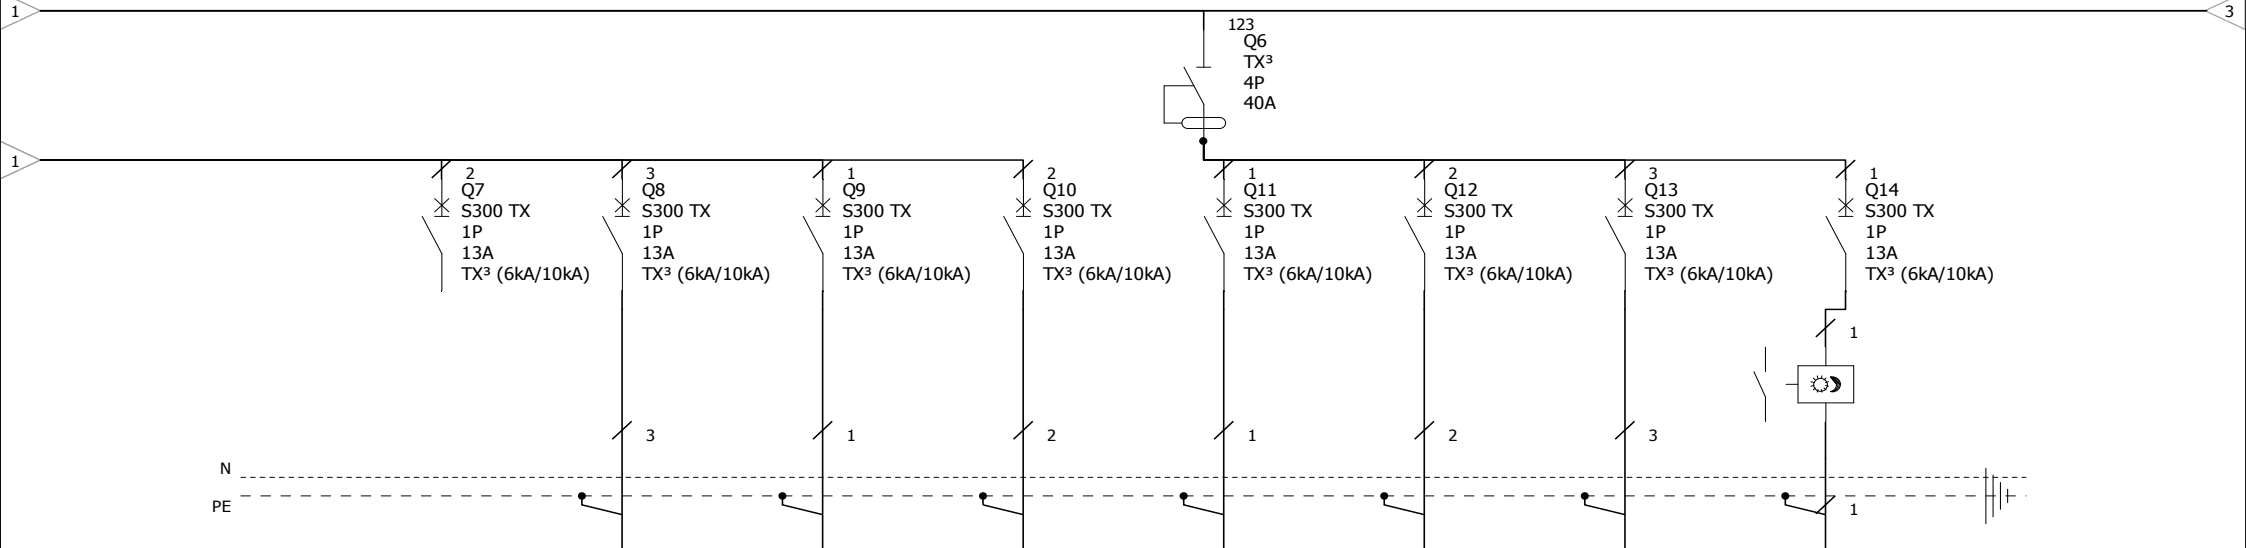 1
3
123
Q6
TX³
4P
40A
1
2
Q7
S300 TX
1P
13A
TX³ (6kA/10kA)
3
Q8
S300 TX
1P
13A
TX³ (6kA/10kA)
1
Q9
S300 TX
1P
13A
TX³ (6kA/10kA)
2
Q10
S300 TX
1P
13A
TX³ (6kA/10kA)
1
Q11
S300 TX
1P
13A
TX³ (6kA/10kA)
2
Q12
S300 TX
1P
13A
TX³ (6kA/10kA)
3
Q13
S300 TX
1P
13A
TX³ (6kA/10kA)
1
Q14
S300 TX
1P
13A
TX³ (6kA/10kA)
1
3
1
2
1
2
3
N
PE
1